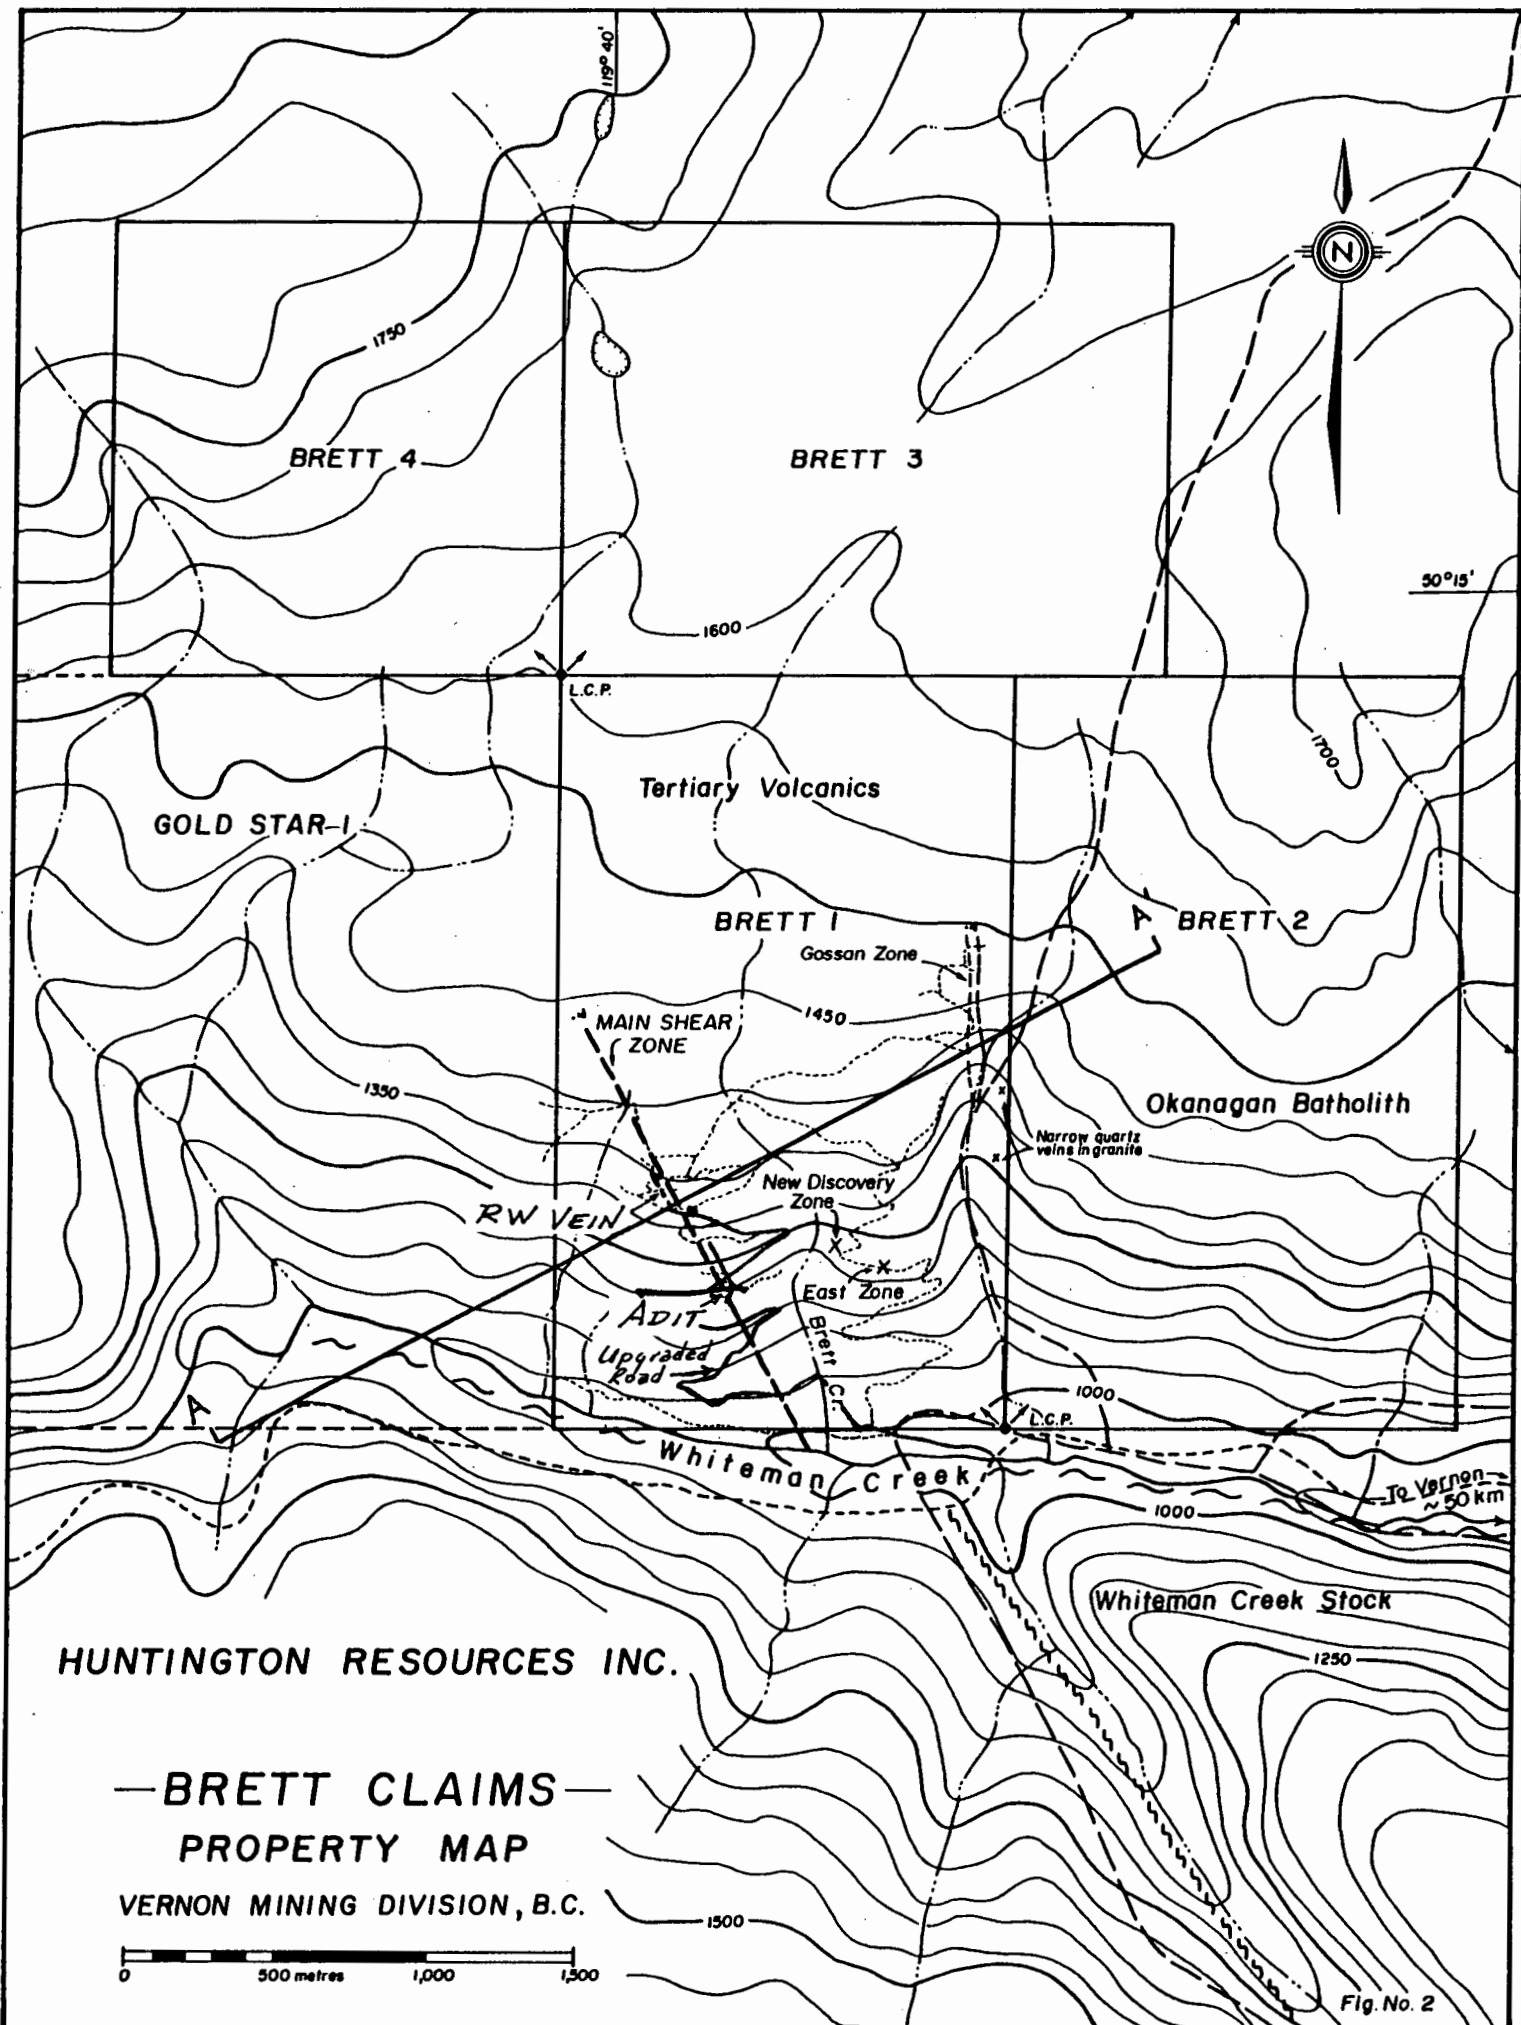 119° 40'
N
1750
BRETT 4
BRETT 3
50°15'
1600
L.C.P.
1700
Tertiary Volcanics
GOLD STAR-1
BRETT 1
A'
BRETT 2
Gossan Zone
1450
MAIN SHEAR
ZONE
1350
Okanagan Batholith
Narrow quartz
veins in granite
New Discovery
Zone
RW VEIN
East Zone
ADIT
Brett Cr.
Upgraded
Road
1000
A
L.C.P.
Whiteman Creek
To Vernon
~ 50 km
1000
Whiteman Creek Stock
1250
HUNTINGTON RESOURCES INC.
—BRETT CLAIMS—
PROPERTY MAP
VERNON MINING DIVISION, B.C.
1500
0 500 metres 1,000 1,500
Fig. No. 2